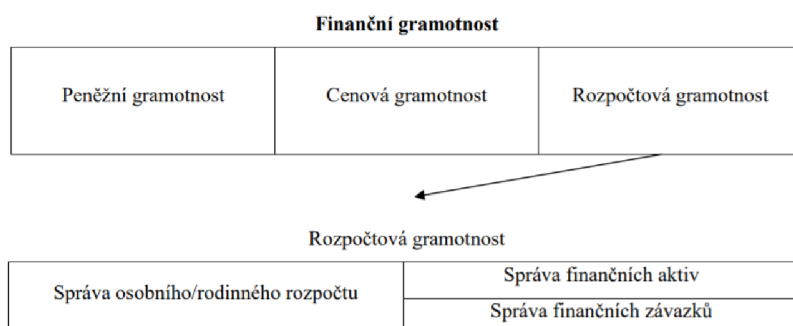 Finanční gramotnost
Peněžní gramotnost
Cenová gramotnost
Rozpočtová gramotnost
Rozpočtová gramotnost
Správa osobního/rodinného rozpočtu
Správa finančních aktiv
Správa finančních závazků